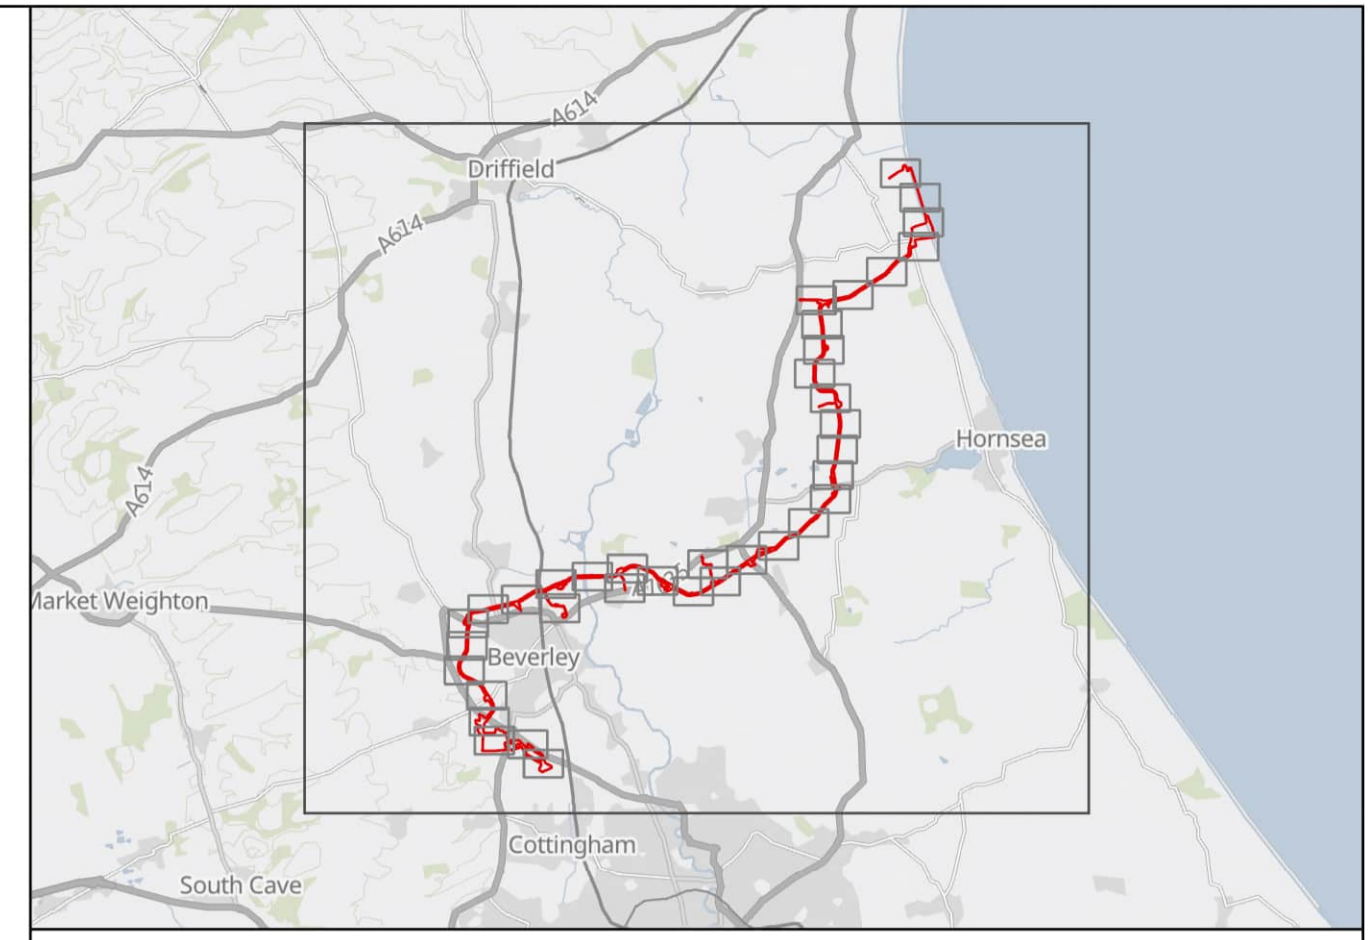 A614
Driffield
A614
Hornsea
A614
Market Weighton
Beverley
Cottingham
South Cave